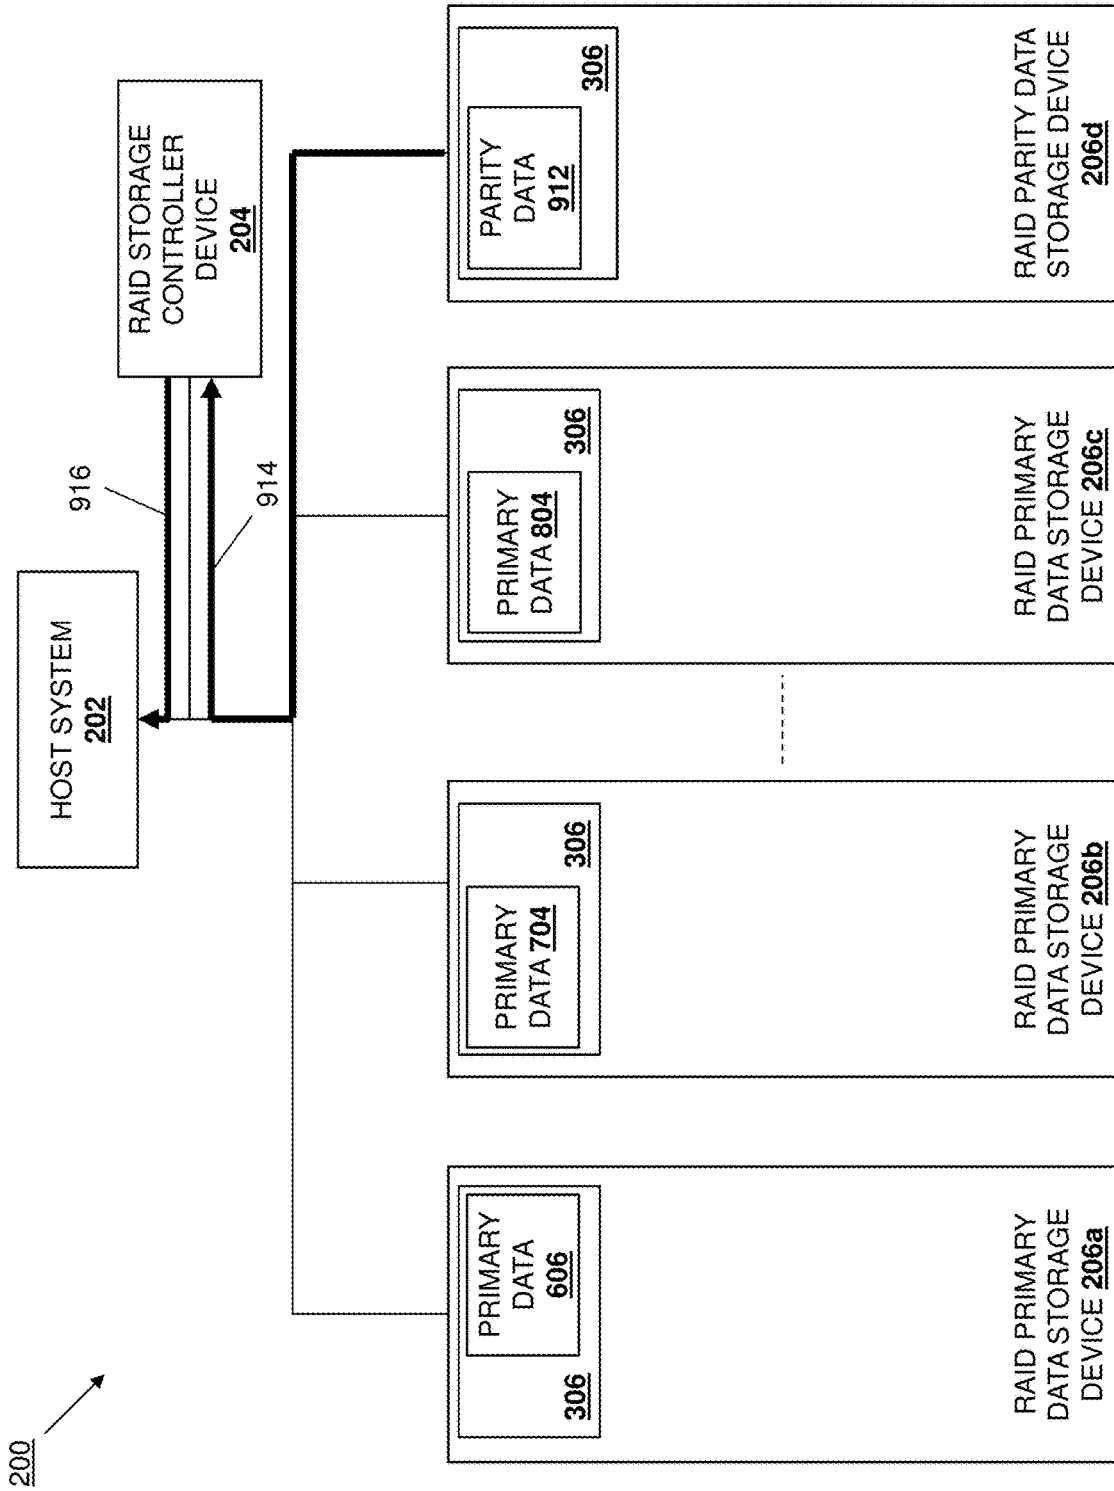 200
HOST SYSTEM
202
916
914
RAID STORAGE
CONTROLLER
DEVICE
204
PRIMARY
DATA
606
306
RAID PRIMARY
DATA STORAGE
DEVICE 206a
PRIMARY
DATA 704
306
RAID PRIMARY
DATA STORAGE
DEVICE 206b
PRIMARY
DATA 804
306
RAID PRIMARY
DATA STORAGE
DEVICE 206c
PARITY
DATA
912
306
RAID PARITY DATA
STORAGE DEVICE
206d